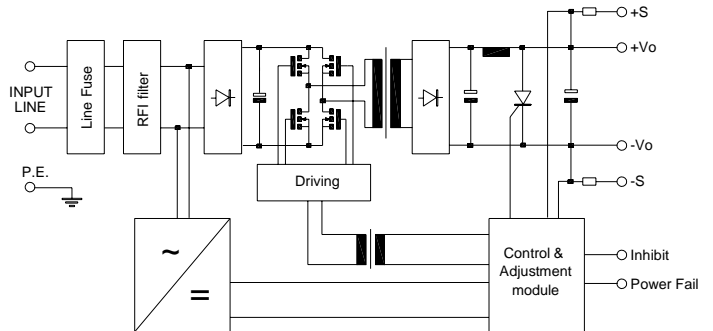 +S
+Vo
INPUT
LINE
Line Fuse
RFI filter
-Vo
P.E.
-S
Driving
~
=
Control &
Adjustment
module
Inhibit
Power Fail